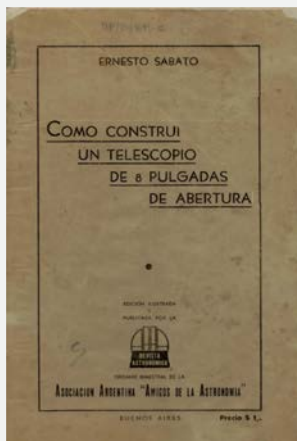 ERNESTO SABATO
COMO CONSTRUI
UN TELESCOPIO
DE 8 PULGADAS
DE ABERTURA
EDICIÓN ILUSTRADA
Y
PUBLICADA POR LA
REVISTA
ASTRONOMICA
ORGANO BIMESTRAL DE LA
ASOCIACION ARGENTINA "AMIGOS DE LA ASTRONOMIA"
BUENOS AIRES
Precio $ 1,-